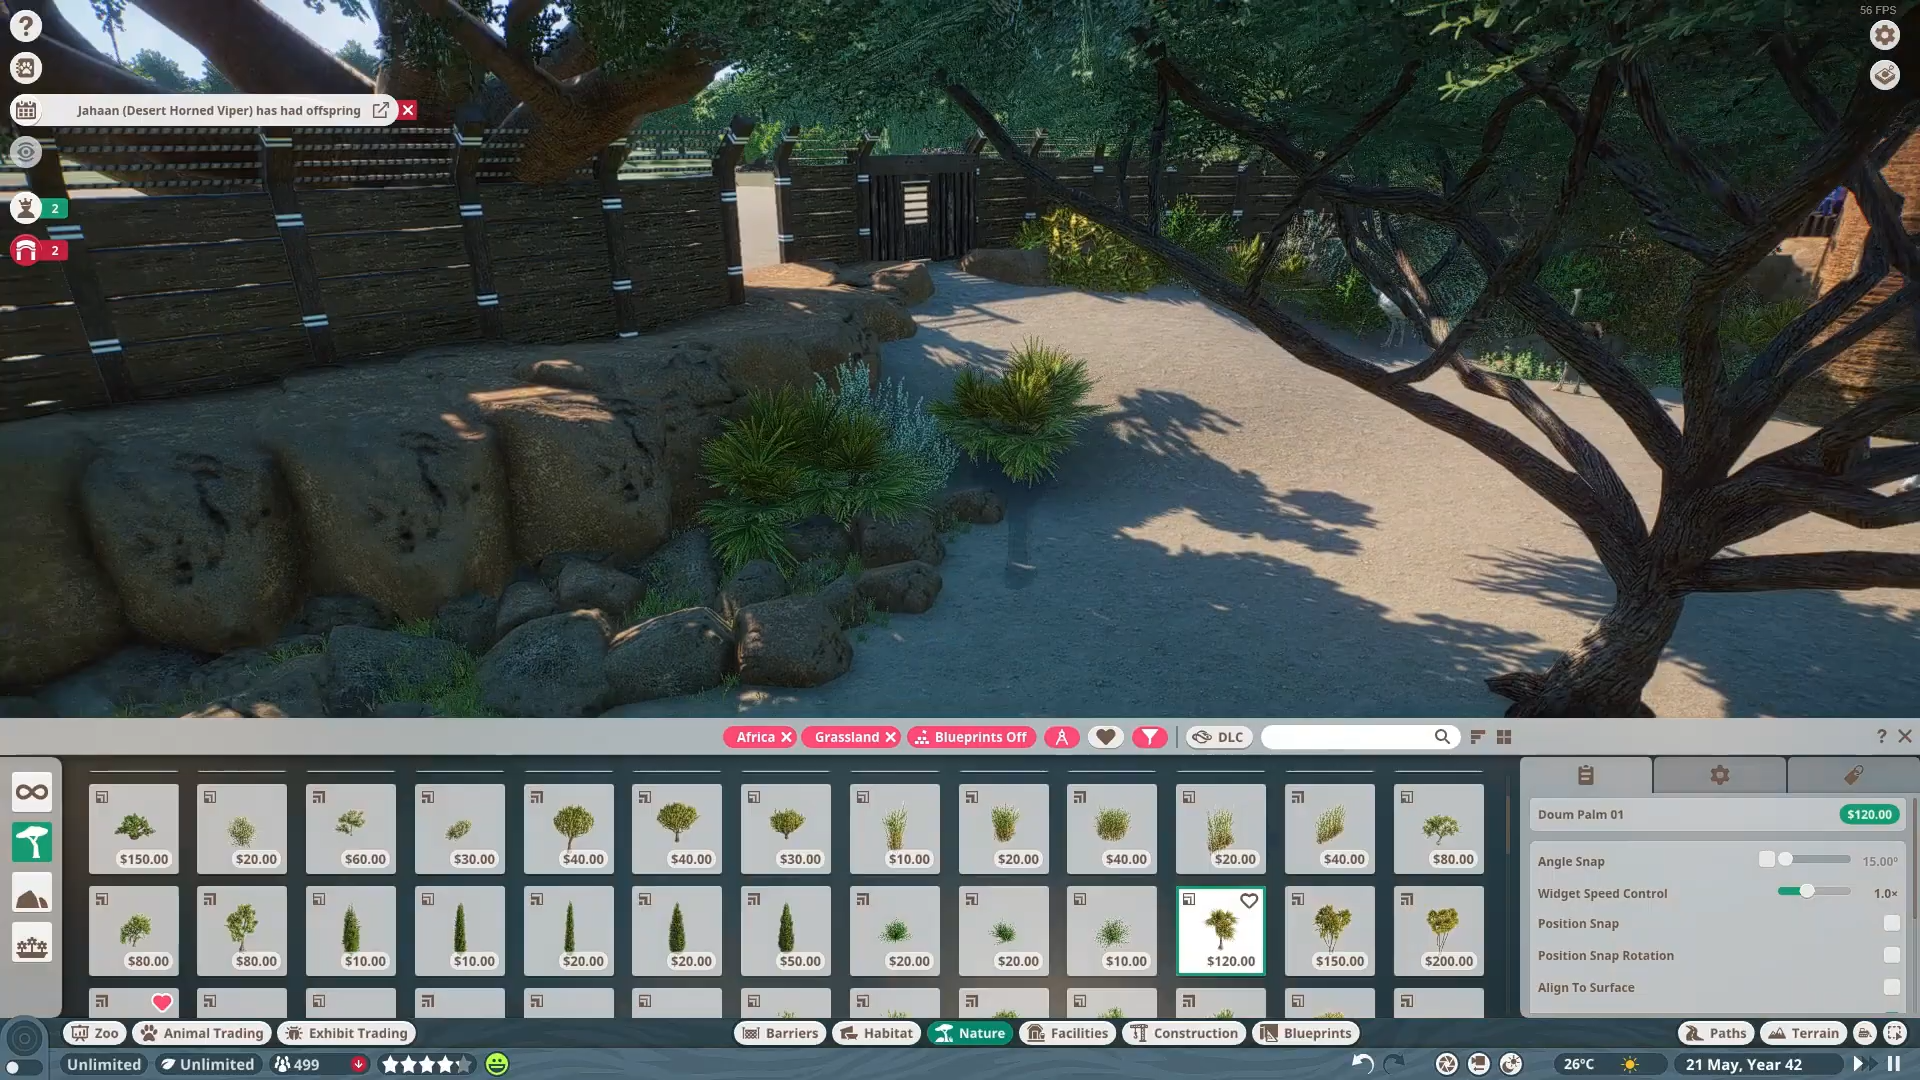 56 FPS
?
Jahaan (Desert Horned Viper) has had offspring
2
2
Africa
Grassland
Blueprints Off
DLC
?
$150.00
$20.00
$60.00
$30.00
$40.00
$40.00
$30.00
$10.00
$20.00
$40.00
$20.00
$40.00
$80.00
$80.00
$80.00
$10.00
$10.00
$20.00
$20.00
$50.00
$20.00
$20.00
$10.00
$120.00
$150.00
$200.00
Doum Palm 01
$120.00
Angle Snap
15.00°
Widget Speed Control
1.0×
Position Snap
Position Snap Rotation
Align To Surface
Zoo
Animal Trading
Exhibit Trading
Barriers
Habitat
Nature
Facilities
Construction
Blueprints
Paths
Terrain
Unlimited
Unlimited
499
26°C
21 May, Year 42